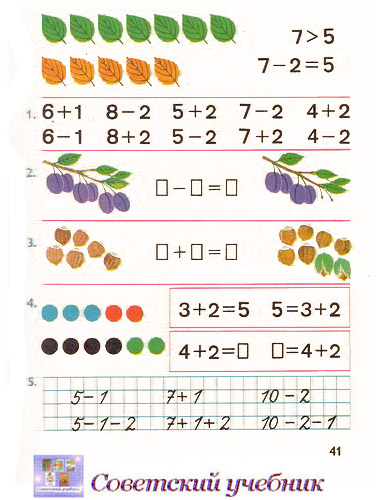 7>5
7-2=5
1. 6+1 8-2 5+2 7-2 4+2
6-1 8+2 5-2 7+2 4-2
2. □-□=□
3. □+□=□
4. 3+2=5 5=3+2
4+2=□ □=4+2
5. 5-1 7+1 10-2
5-1-2 7+1+2 10-2-1
41
Советский учебник